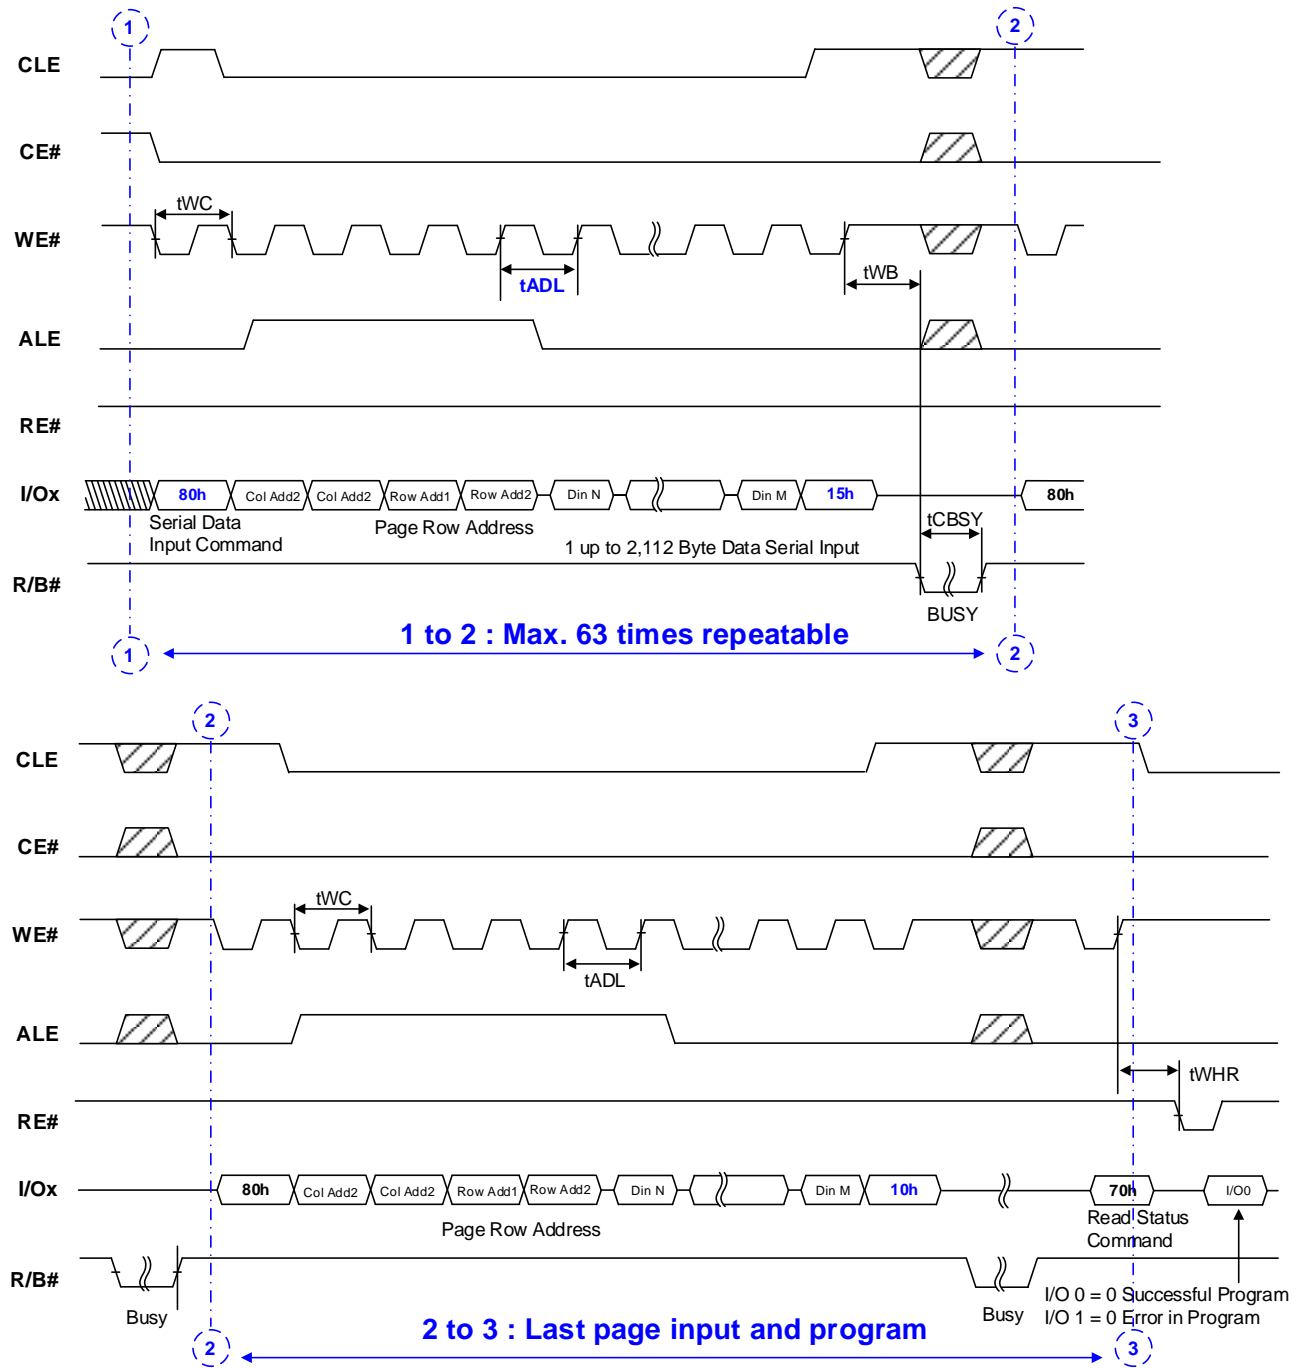 1
2
CLE
CE#
tWC
WE#
tADL
tWB
ALE
RE#
I/Ox
80h
Col Add2
Col Add2
Row Add1
Row Add2
Din N
Din M
15h
80h
Serial Data
Input Command
Page Row Address
1 up to 2,112 Byte Data Serial Input
tCBSY
R/B#
BUSY
1 to 2 : Max. 63 times repeatable
1
2
2
3
CLE
CE#
tWC
WE#
tADL
ALE
tWHR
RE#
I/Ox
80h
Col Add2
Col Add2
Row Add1
Row Add2
Din N
Din M
10h
70h
I/O0
Page Row Address
Read Status
Command
R/B#
Busy
Busy
I/O 0 = 0 Successful Program
I/O 1 = 0 Error in Program
2 to 3 : Last page input and program
2
3